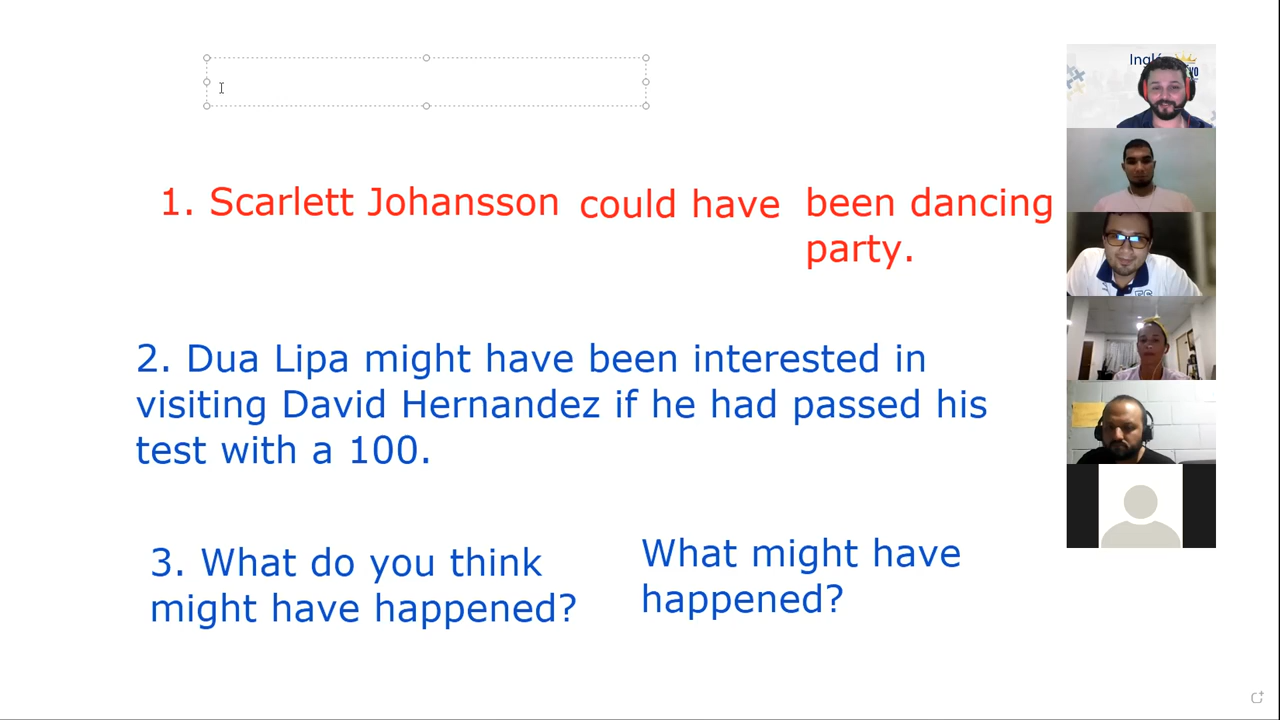 1. Scarlett Johansson could have been dancing
party.
2. Dua Lipa might have been interested in
visiting David Hernandez if he had passed his
test with a 100.
3. What do you think
might have happened?
What might have
happened?